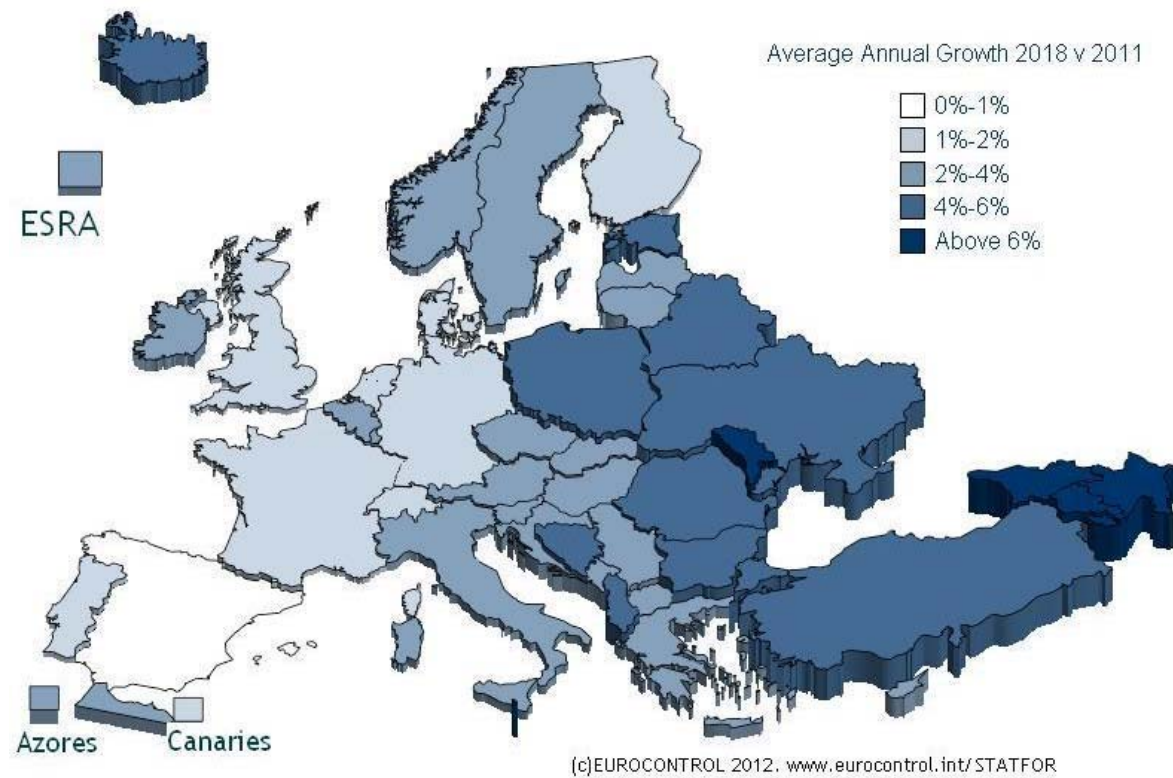 Average Annual Growth 2018 v 2011
0%-1%
1%-2%
2%-4%
4%-6%
Above 6%
ESRA
Azores
Canaries
(c)EUROCONTROL 2012. www.eurocontrol.int/STATFOR